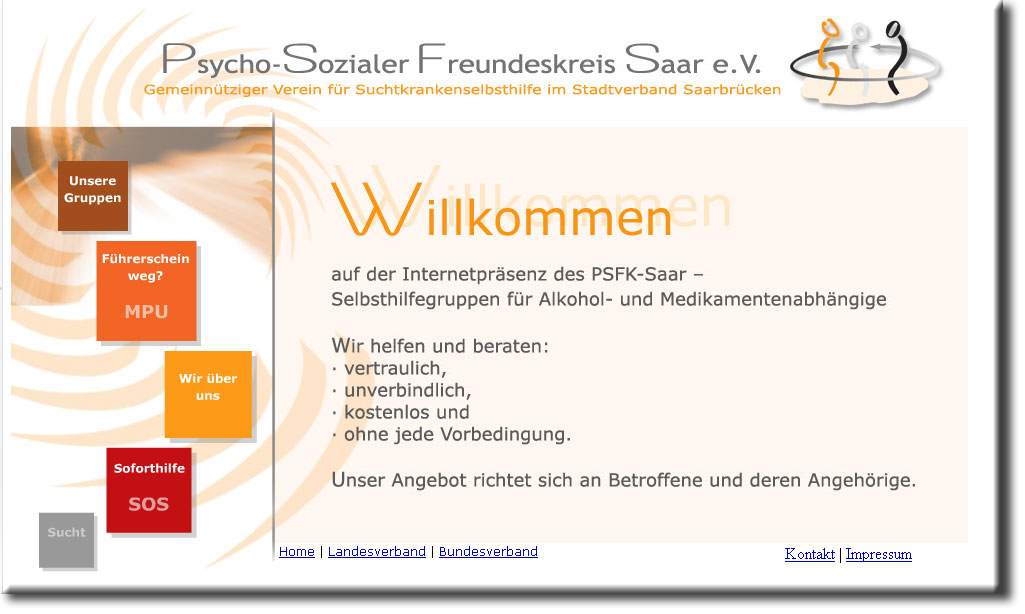 Psycho-Sozialer Freundeskreis Saar e.V.
Gemeinnütziger Verein für Suchtkrankenselbsthilfe im Stadtverband Saarbrücken
Unsere
Gruppen
Führerschein
weg?
MPU
Wir über
uns
Soforthilfe
SOS
Sucht
Willkommen
auf der Internetpräsenz des PSFK-Saar –
Selbsthilfegruppen für Alkohol- und Medikamentenabhängige
Wir helfen und beraten:
· vertraulich,
· unverbindlich,
· kostenlos und
· ohne jede Vorbedingung.
Unser Angebot richtet sich an Betroffene und deren Angehörige.
Home | Landesverband | Bundesverband
Kontakt | Impressum